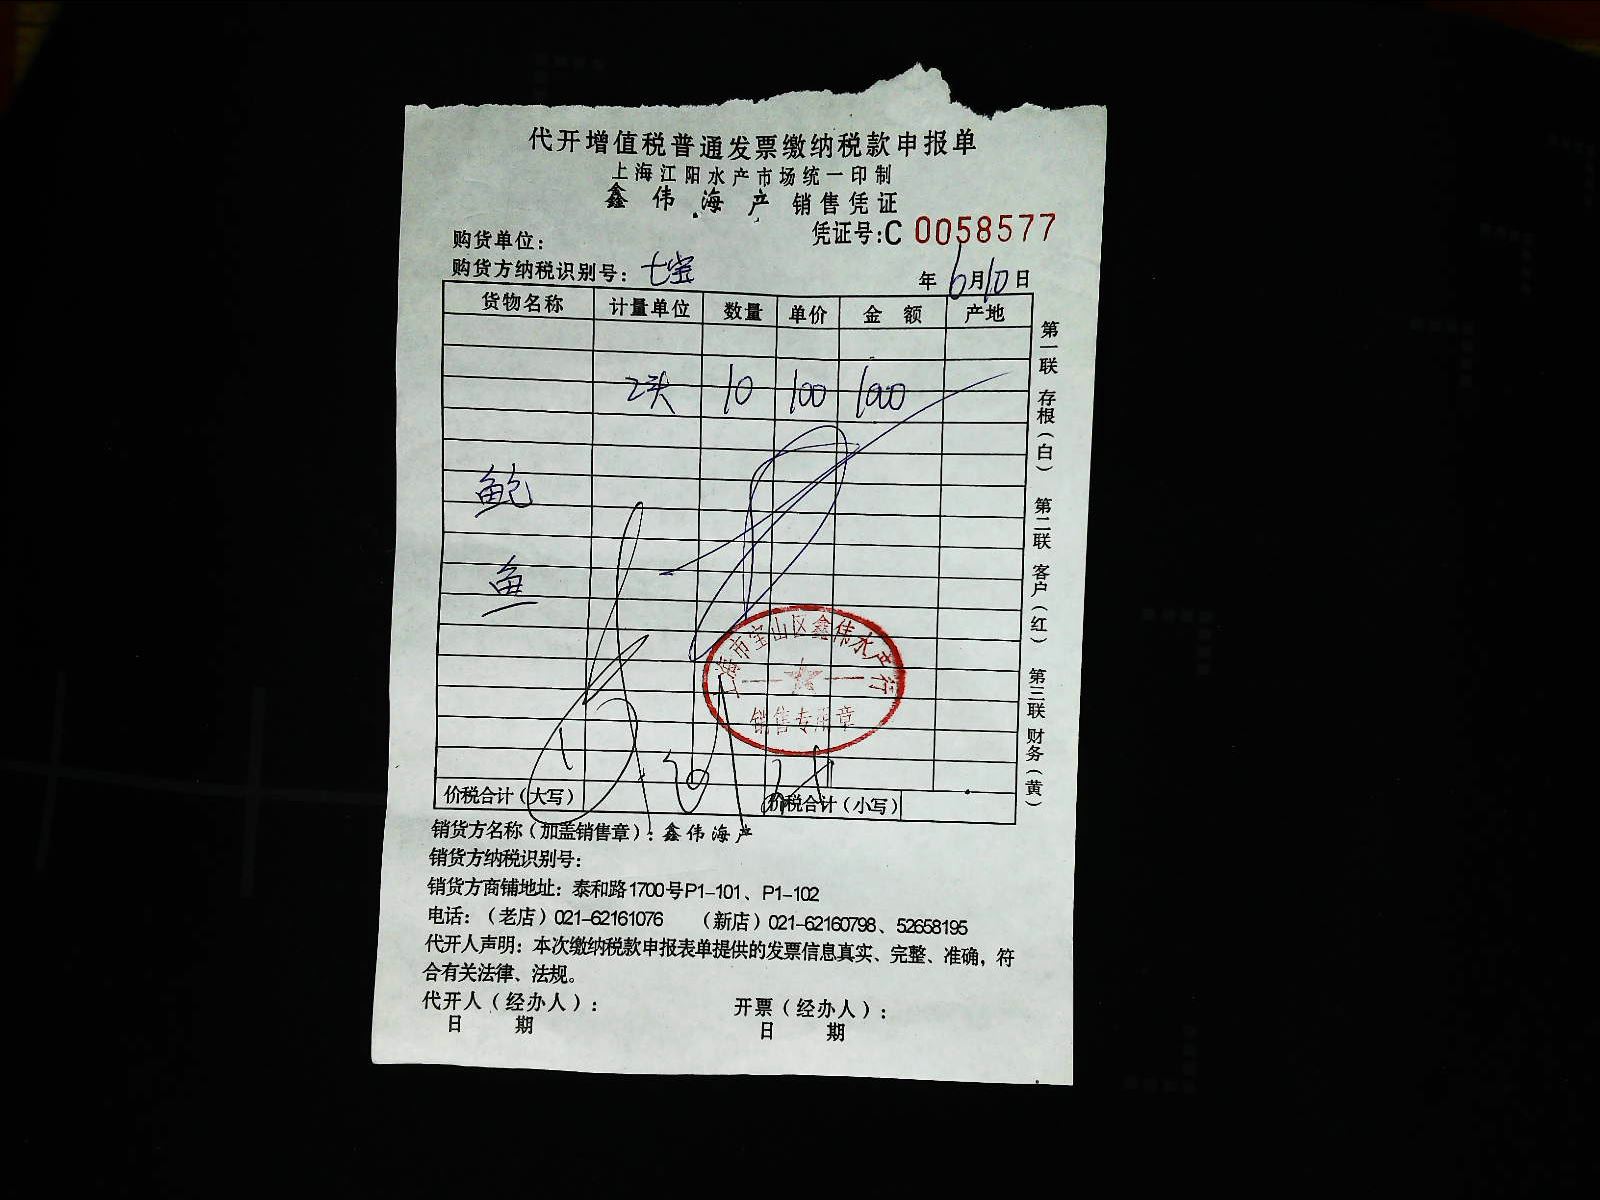 代开增值税普通发票缴纳税款申报单
上海江阳水产市场统一印制
鑫伟海产 销售凭证
凭证号:C 0058577
购货单位：
购货方纳税识别号：七宝 年6月10日
货物名称 计量单位 数量 单价 金额 产地
2头 10 100 1000
鲍
鱼
上海市宝山区鑫伟水产行
销售专用章
价税合计（大写） 价税合计（小写）
第一联 存根（白） 第二联 客户（红） 第三联 财务（黄）
销货方名称（加盖销售章）：鑫伟海产
销货方纳税识别号：
销货方商铺地址：泰和路1700号P1-101、P1-102
电话：（老店）021-62161076 （新店）021-62160798、52658195
代开人声明：本次缴纳税款申报表单提供的发票信息真实、完整、准确，符
合有关法律、法规。
代开人（经办人）： 开票（经办人）：
日期 日期